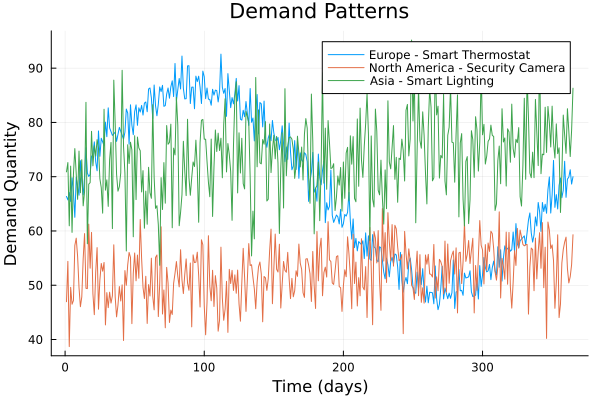 Demand Patterns
Europe - Smart Thermostat
North America - Security Camera
Asia - Smart Lighting
Demand Quantity
90
80
70
60
50
40
0
100
200
300
Time (days)